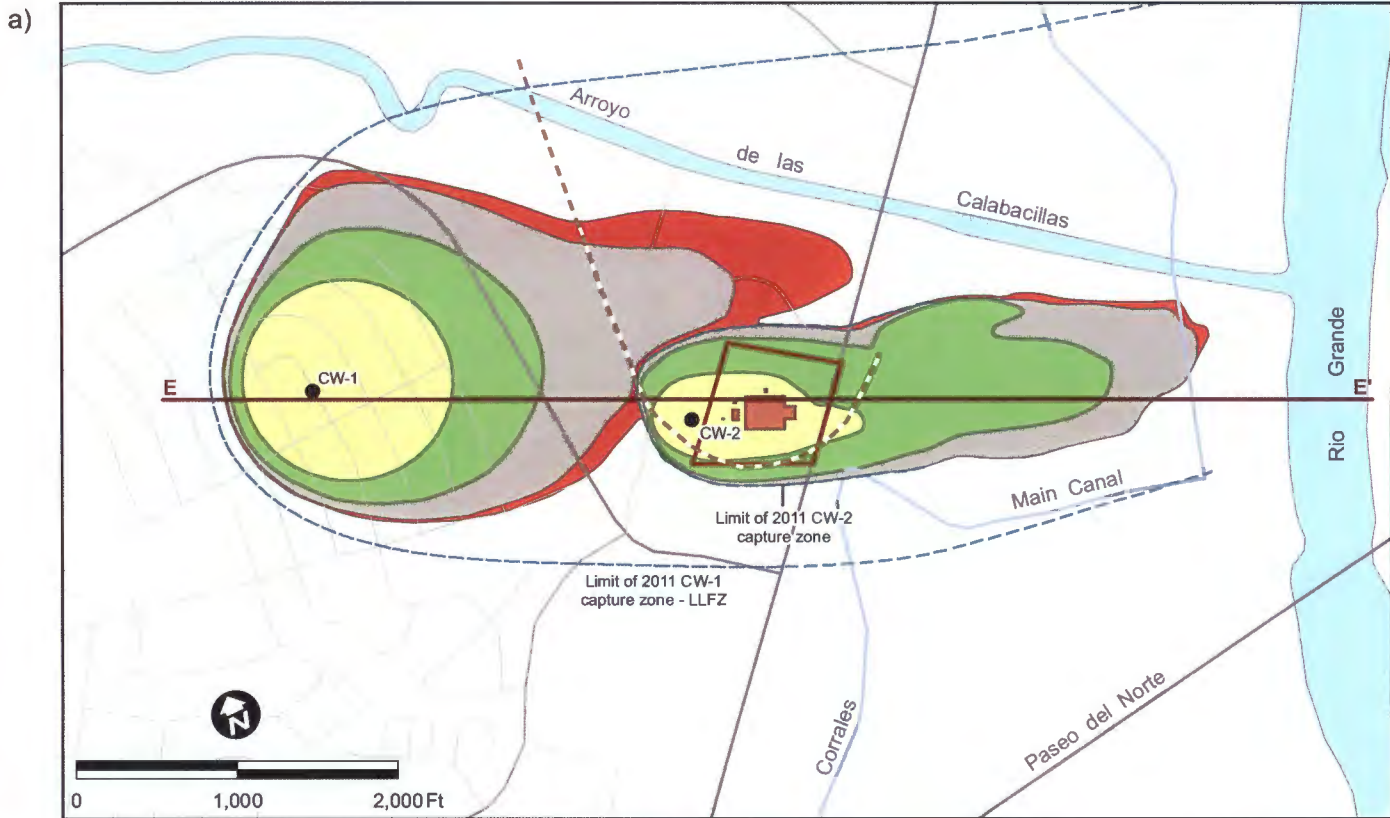 a)
Arroyo
de las
Calabacillas
Rio Grande
CW-1
E
E'
CW-2
Main Canal
Limit of 2011 CW-2
capture zone
Limit of 2011 CW-1
capture zone - LLFZ
Corrales
Paseo del Norte
N
0 1,000 2,000 Ft